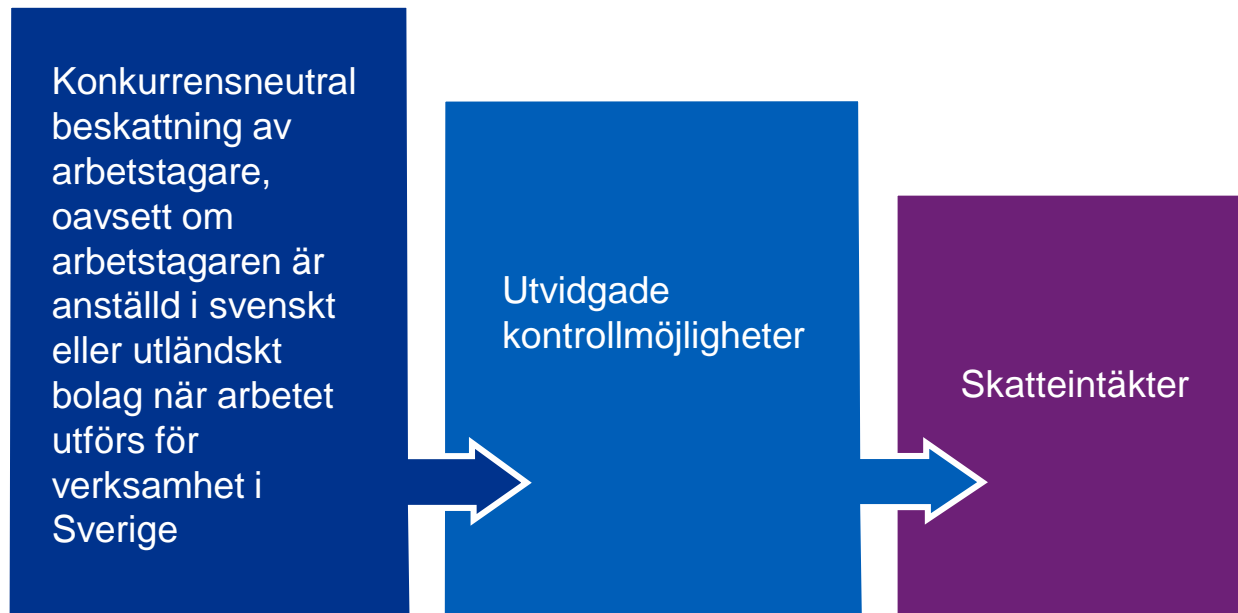 Konkurrensneutral
beskattning av
arbetstagare,
oavsett om
arbetstagaren är
anställd i svenskt
eller utländskt
bolag när arbetet
utförs för
verksamhet i
Sverige
Utvidgade
kontrollmöjligheter
Skatteintäkter